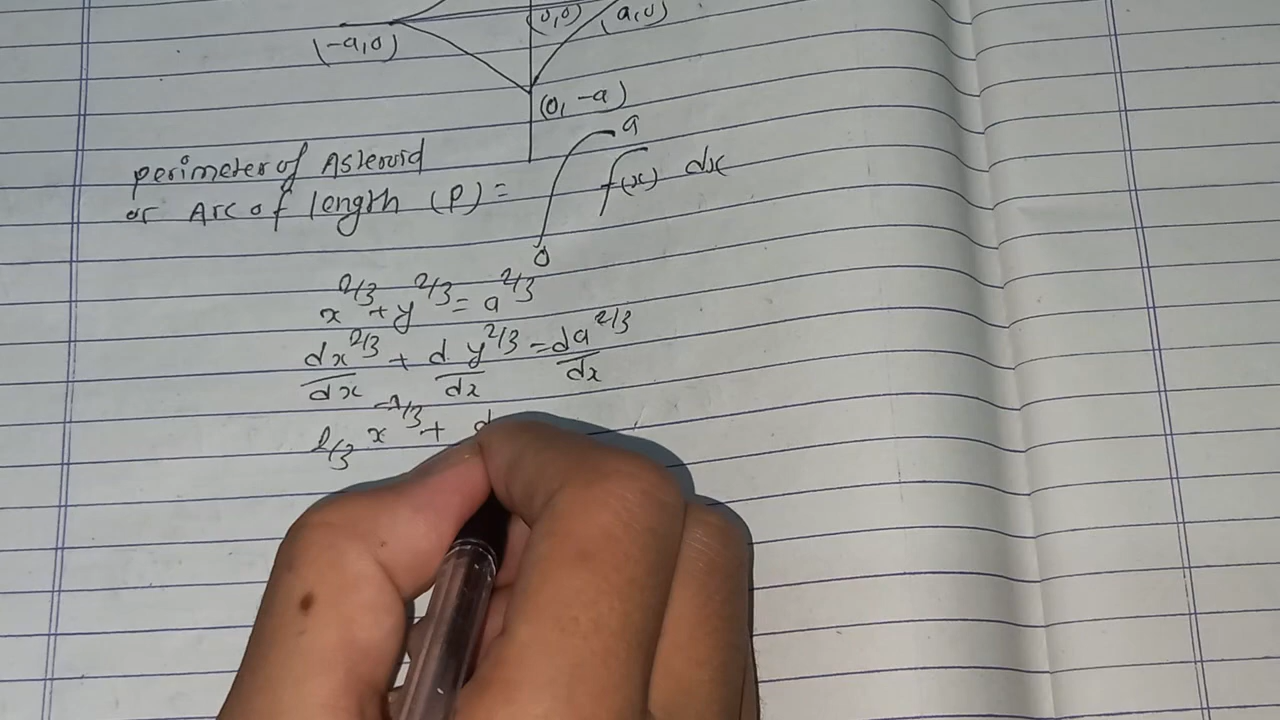 (0,0) (a,0)
(-a,0)
(0, -a)
perimeter of Asteroid
or Arc of length (P) = ∫₀ᵃ f(x) dx
x^2/3 + y^2/3 = a^2/3
dx^2/3/dx + d y^2/3/dx = da^2/3/dx
2/3 x^-1/3 + d